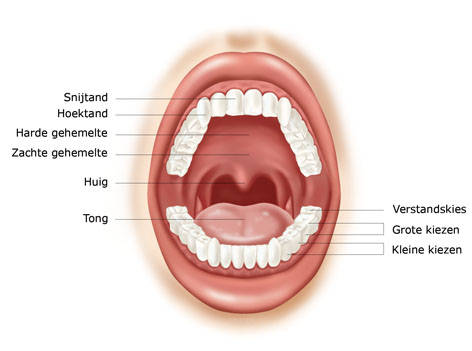 Snijtand
Hoektand
Harde gehemelte
Zachte gehemelte
Huig
Tong
Verstandskies
Grote kiezen
Kleine kiezen